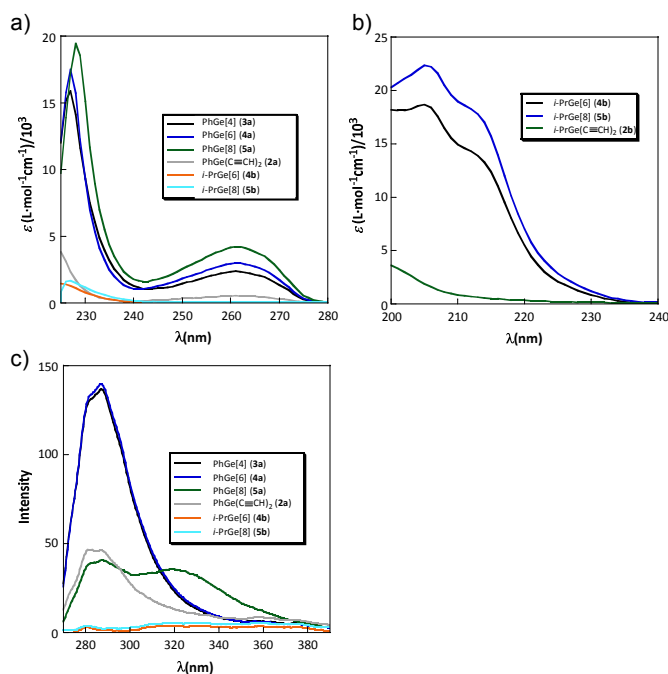 a)
20
15
10
5
0
ε (L·mol⁻¹cm⁻¹)/10³
PhGe[4] (3a)
PhGe[6] (4a)
PhGe[8] (5a)
PhGe(C≡CH)₂ (2a)
i-PrGe[6] (4b)
i-PrGe[8] (5b)
230 240 250 260 270 280
λ(nm)
b)
25
20
15
10
5
0
ε (L·mol⁻¹cm⁻¹)/10³
i-PrGe[6] (4b)
i-PrGe[8] (5b)
i-PrGe(C≡CH)₂ (2b)
200 210 220 230 240
λ(nm)
c)
150
100
50
0
Intensity
PhGe[4] (3a)
PhGe[6] (4a)
PhGe[8] (5a)
PhGe(C≡CH)₂ (2a)
i-PrGe[6] (4b)
i-PrGe[8] (5b)
280 300 320 340 360 380
λ(nm)